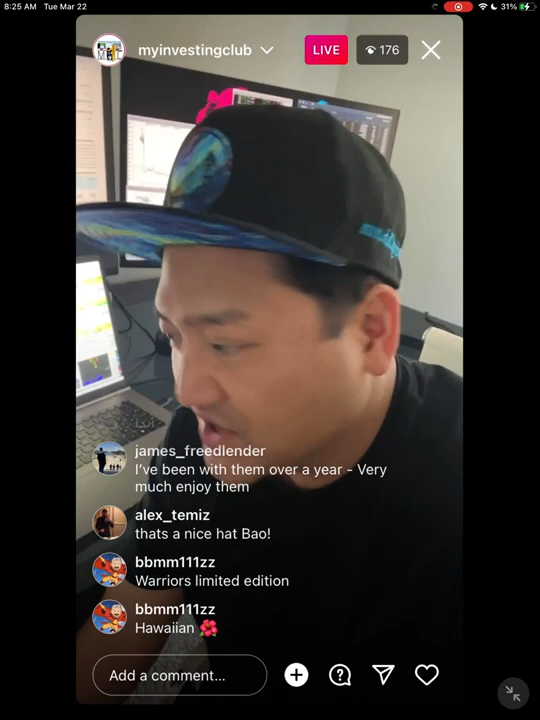 8:25 AM Tue Mar 22
31%
myinvestingclub
LIVE
176
Lol
james_freedlender
I've been with them over a year - Very
much enjoy them
alex_temiz
thats a nice hat Bao!
bbmm111zz
Warriors limited edition
bbmm111zz
Hawaiian 🌺
Add a comment...